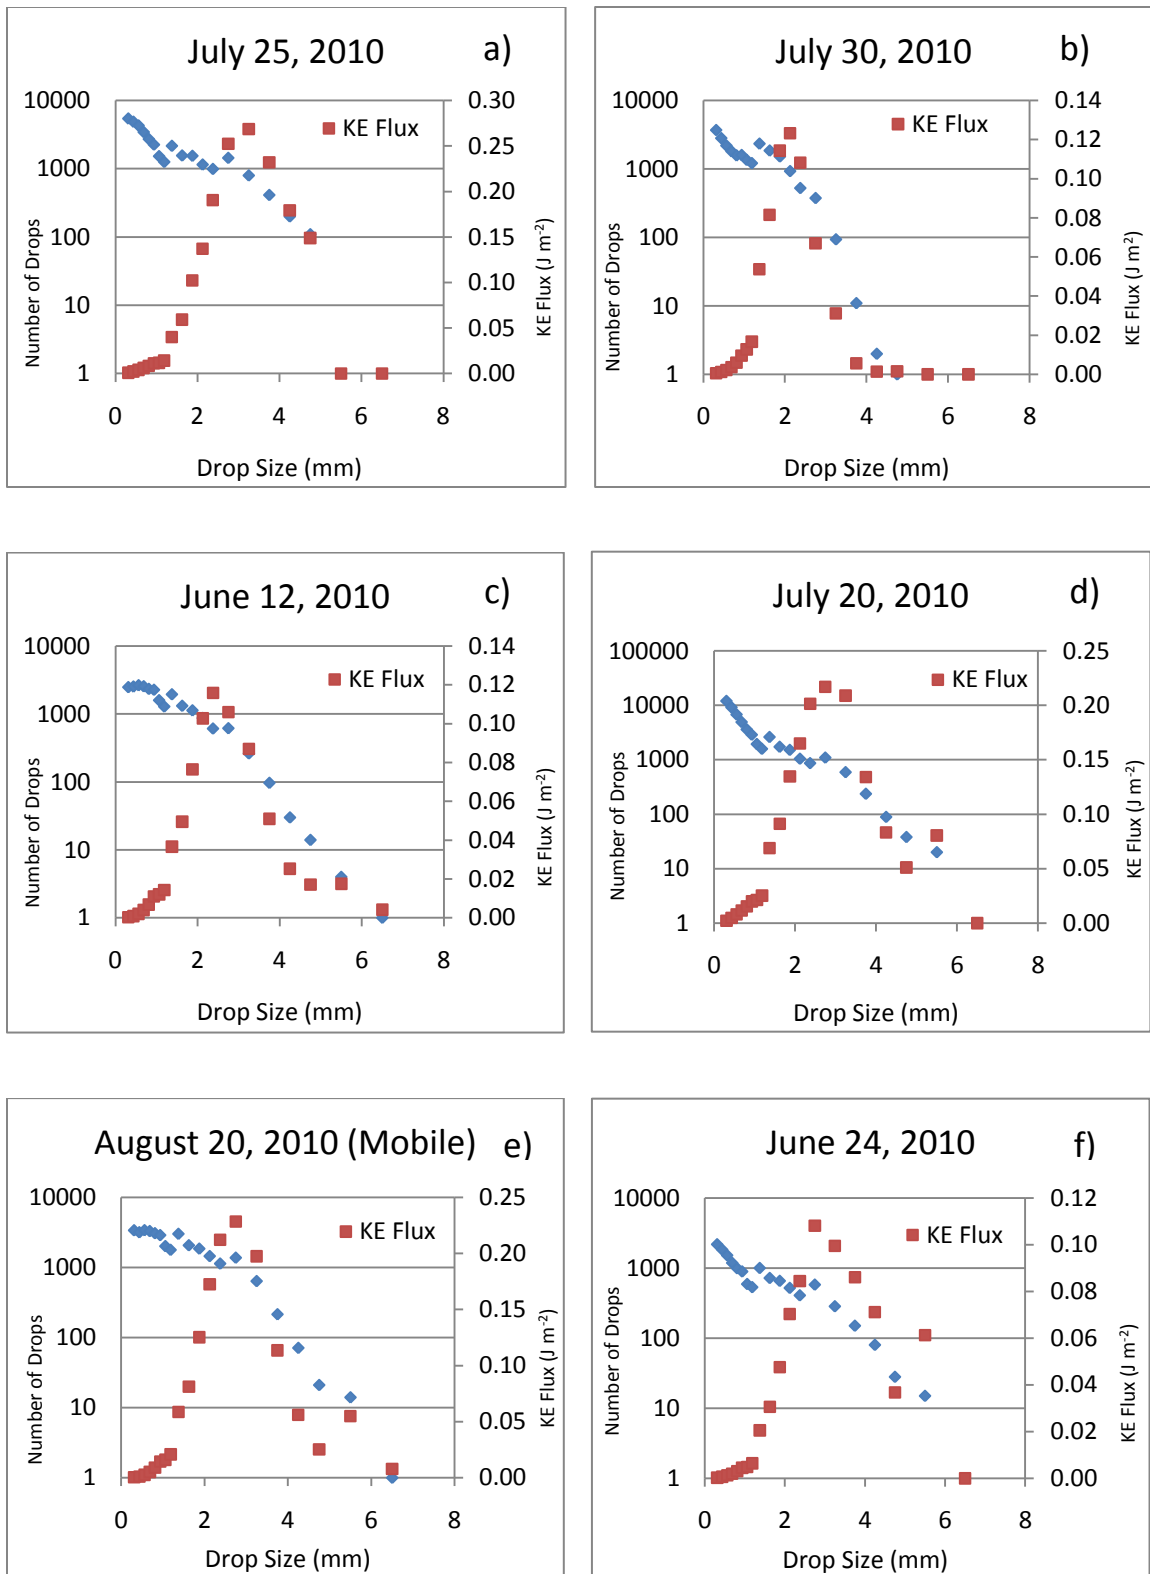 July 25, 2010 a)
10000 0.30
KE Flux
0.25
1000
0.20
100 0.15
0.10
10
0.05
1 0.00
0 2 4 6 8
Number of Drops
KE Flux (J m-2)
Drop Size (mm)
July 30, 2010 b)
10000 0.14
KE Flux
0.12
1000
0.10
0.08
100
0.06
10 0.04
0.02
1 0.00
0 2 4 6 8
Number of Drops
KE Flux (J m-2)
Drop Size (mm)
June 12, 2010 c)
10000 0.14
KE Flux
0.12
1000
0.10
0.08
100
0.06
10 0.04
0.02
1 0.00
0 2 4 6 8
Number of Drops
KE Flux (J m-2)
Drop Size (mm)
July 20, 2010 d)
100000 0.25
KE Flux
10000 0.20
1000 0.15
100 0.10
10 0.05
1 0.00
0 2 4 6 8
Number of Drops
KE Flux (J m-2)
Drop Size (mm)
August 20, 2010 (Mobile) e)
10000 0.25
KE Flux
0.20
1000
0.15
100
0.10
10 0.05
1 0.00
0 2 4 6 8
Number of Drops
KE Flux (J m-2)
Drop Size (mm)
June 24, 2010 f)
10000 0.12
KE Flux
0.10
1000
0.08
100 0.06
0.04
10
0.02
1 0.00
0 2 4 6 8
Number of Drops
KE Flux (J m-2)
Drop Size (mm)